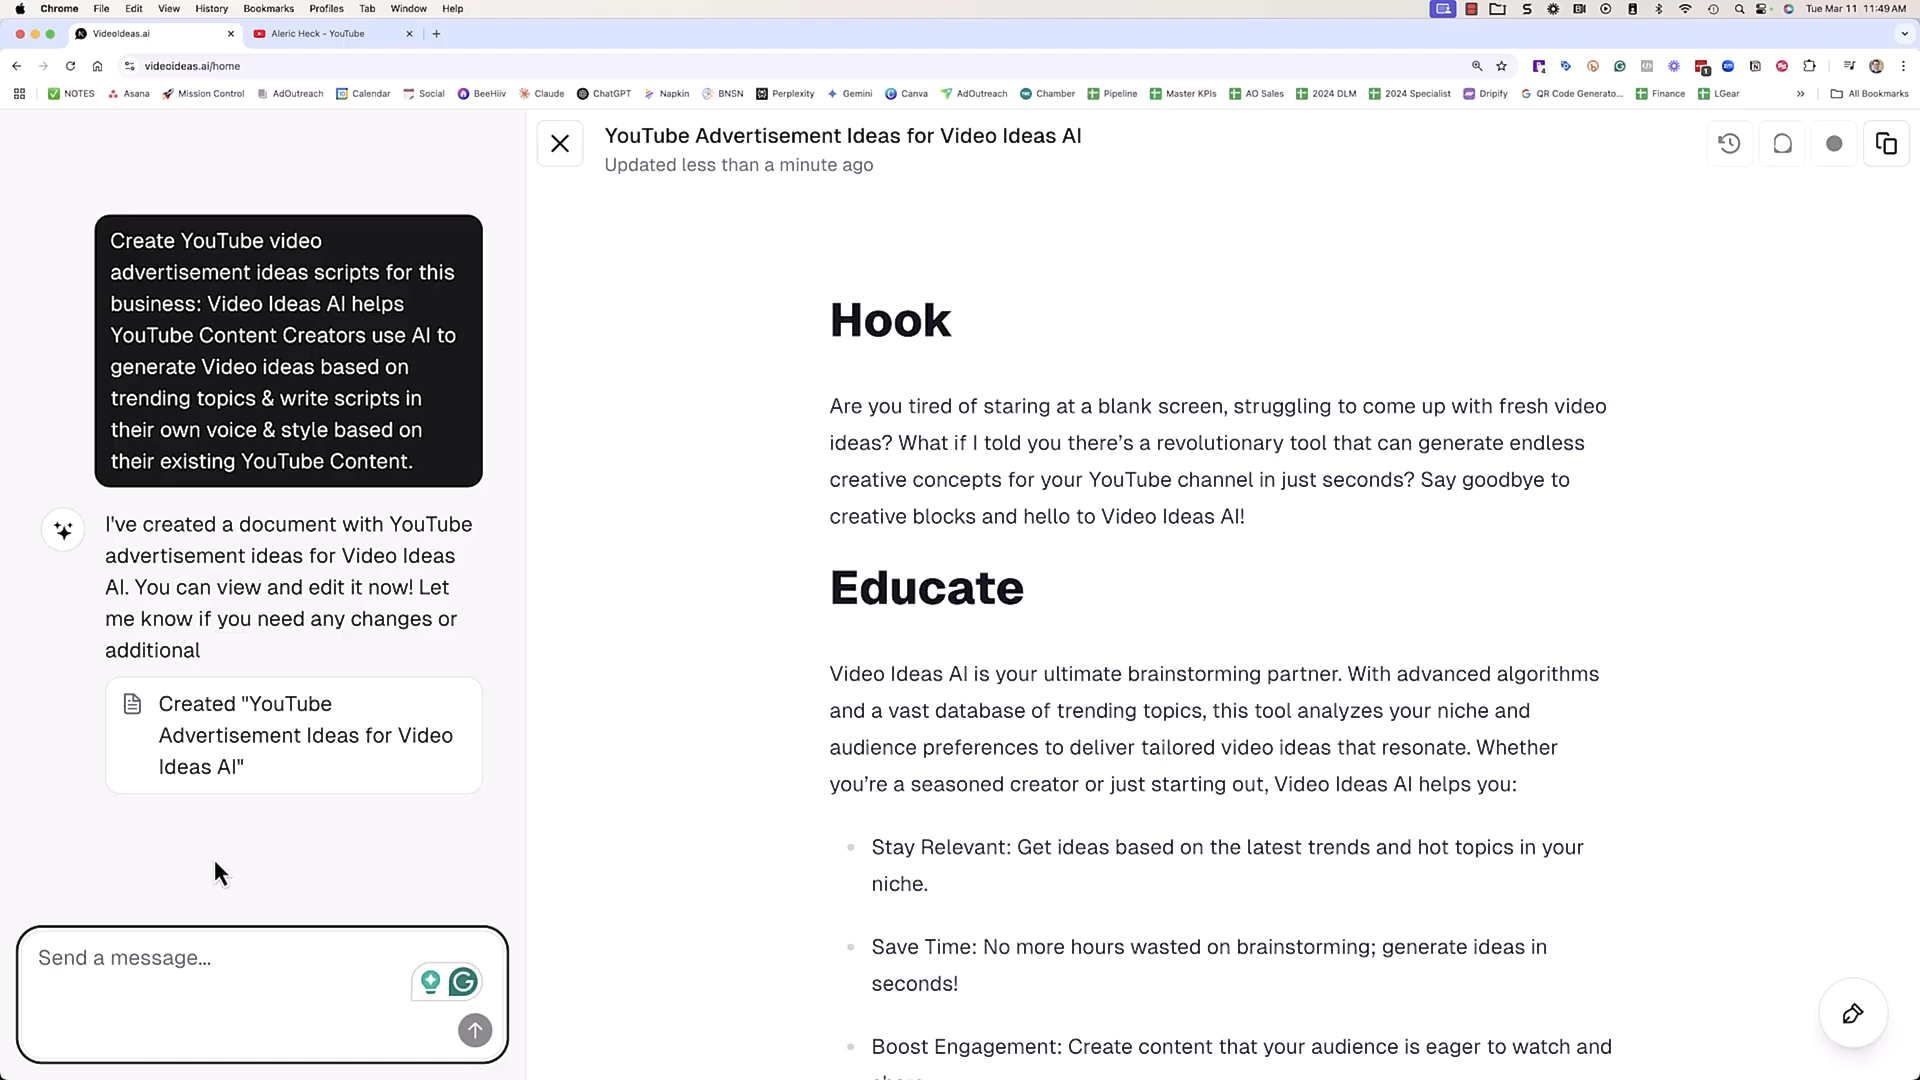 Chrome File Edit View History Bookmarks Profiles Tab Window Help Tue Mar 11 11:49 AM
VideoIdeas.ai Aleric Heck - YouTube
videoideas.ai/home
NOTES Asana Mission Control AdOutreach Calendar Social BeeHiiv Claude ChatGPT Napkin BNSN Perplexity Gemini Canva AdOutreach Chamber Pipeline Master KPIs AO Sales 2024 DLM 2024 Specialist Dripify QR Code Generato... Finance LGear All Bookmarks
YouTube Advertisement Ideas for Video Ideas AI
Updated less than a minute ago
Create YouTube video
advertisement ideas scripts for this
business: Video Ideas AI helps
YouTube Content Creators use AI to
generate Video ideas based on
trending topics & write scripts in
their own voice & style based on
their existing YouTube Content.
I've created a document with YouTube
advertisement ideas for Video Ideas
AI. You can view and edit it now! Let
me know if you need any changes or
additional
Created "YouTube
Advertisement Ideas for Video
Ideas AI"
Send a message...
Hook
Are you tired of staring at a blank screen, struggling to come up with fresh video
ideas? What if I told you there's a revolutionary tool that can generate endless
creative concepts for your YouTube channel in just seconds? Say goodbye to
creative blocks and hello to Video Ideas AI!
Educate
Video Ideas AI is your ultimate brainstorming partner. With advanced algorithms
and a vast database of trending topics, this tool analyzes your niche and
audience preferences to deliver tailored video ideas that resonate. Whether
you're a seasoned creator or just starting out, Video Ideas AI helps you:
Stay Relevant: Get ideas based on the latest trends and hot topics in your
niche.
Save Time: No more hours wasted on brainstorming; generate ideas in
seconds!
Boost Engagement: Create content that your audience is eager to watch and